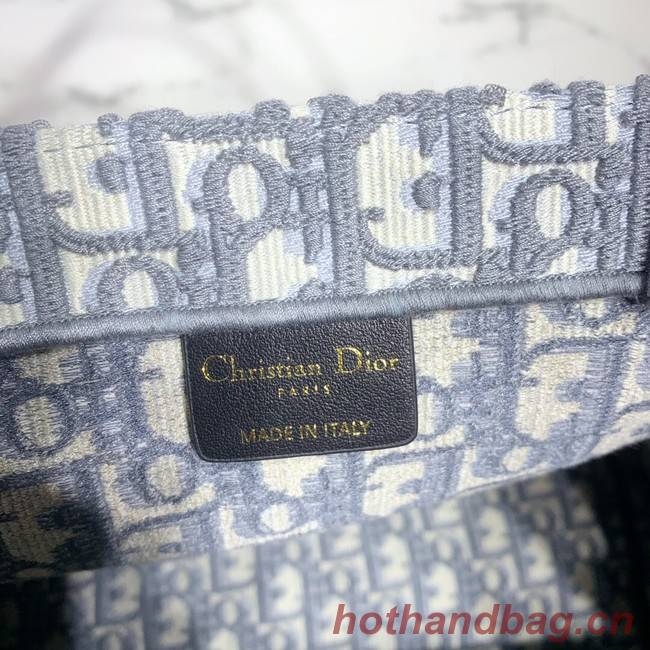 Christian Dior
PARIS
MADE IN ITALY
hothandbag.cn